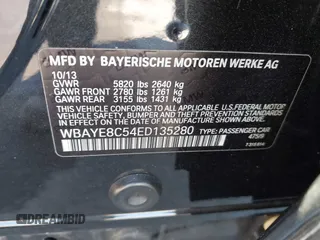 MFD BY BAYERISCHE MOTOREN WERKE AG
10/13
GVWR 5820 lbs 2640 kg
GAWR FRONT 2780 lbs 1261 kg
GAWR REAR 3155 lbs 1431 kg
THIS VEHICLE CONFORMS TO ALL APPLICABLE U.S. FEDERAL
MOTOR VEHICLE SAFETY, BUMPER AND THEFT PREVENTION STANDARDS
IN EFFECT ON THE DATE OF MANUFACTURE SHOWN ABOVE.
WBAYE8C54ED135280 TYPE: PASSENGER CAR
475/9
DREAMBID